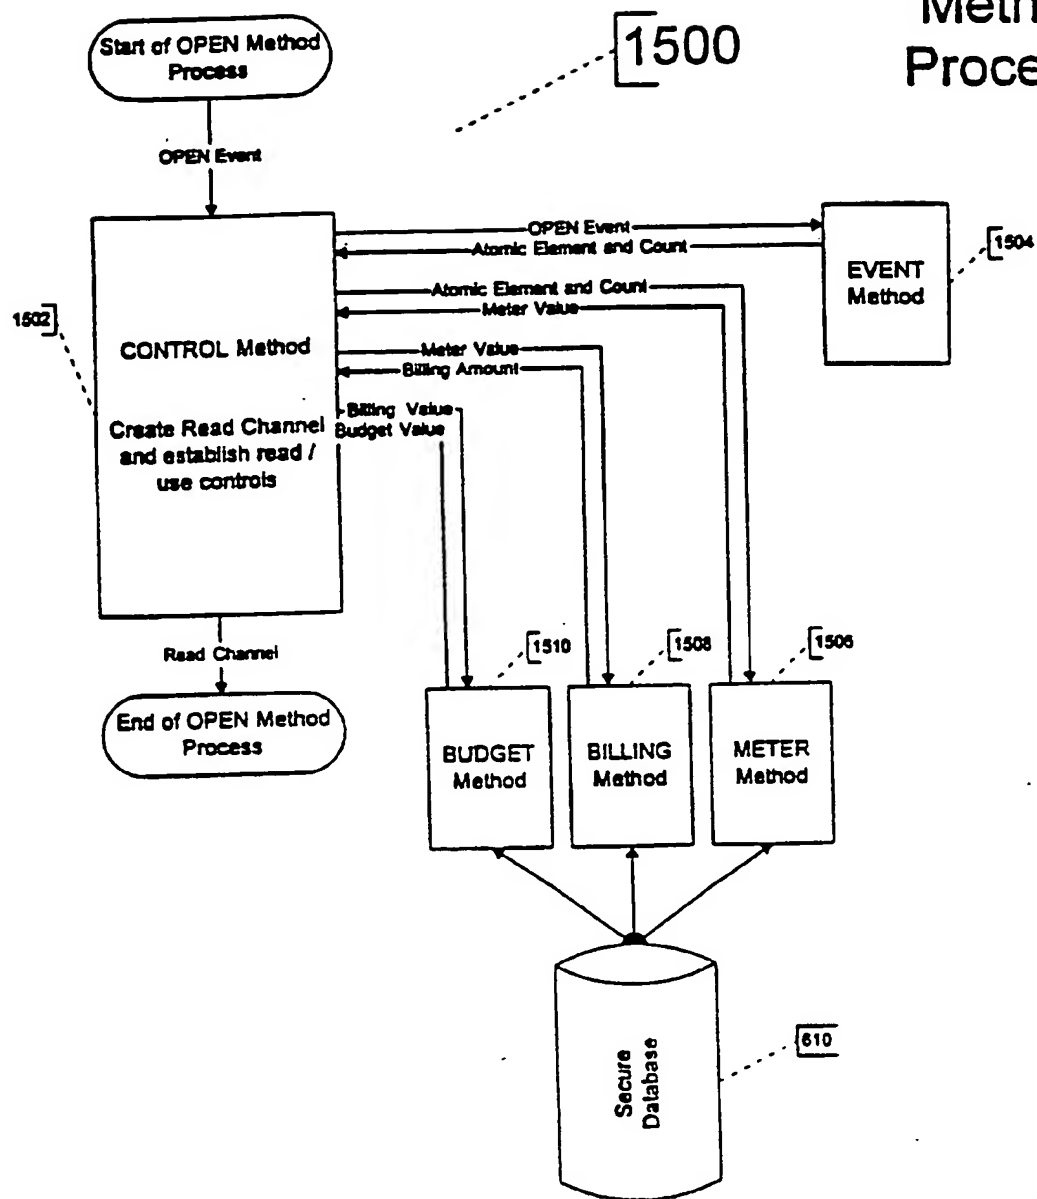 Start of OPEN Method
Process
1500
Meth
Proce
OPEN Event
OPEN Event
Atomic Element and Count
EVENT
Method
1504
Atomic Element and Count
Meter Value
1502
CONTROL Method
Meter Value
Billing Amount
Billing Value
Budget Value
Create Read Channel
and establish read /
use controls
Read Channel
End of OPEN Method
Process
1510
1508
1506
BUDGET
Method
BILLING
Method
METER
Method
Secure
Database
610